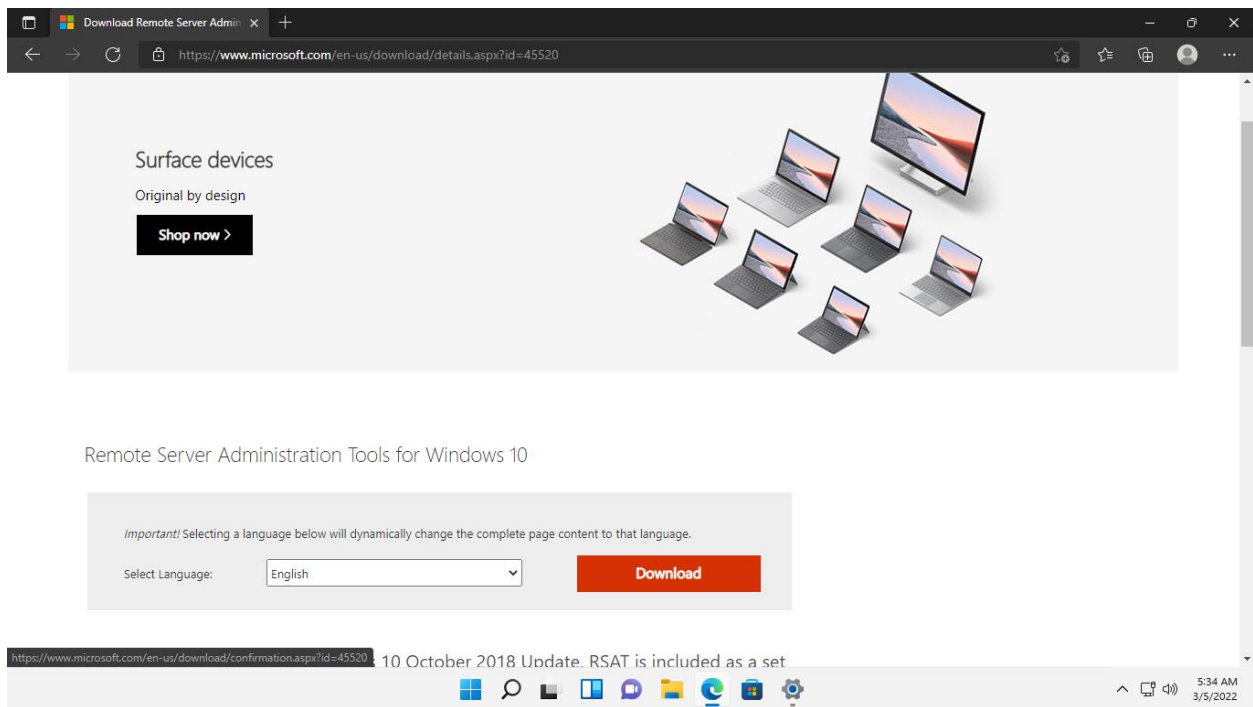 Download Remote Server Admin
https://www.microsoft.com/en-us/download/details.aspx?id=45520
Surface devices
Original by design
Shop now >
Remote Server Administration Tools for Windows 10
Important! Selecting a language below will dynamically change the complete page content to that language.
Select Language:
English
Download
10 October 2018 Update, RSAT is included as a set
https://www.microsoft.com/en-us/download/confirmation.aspx?id=45520
5:34 AM
3/5/2022